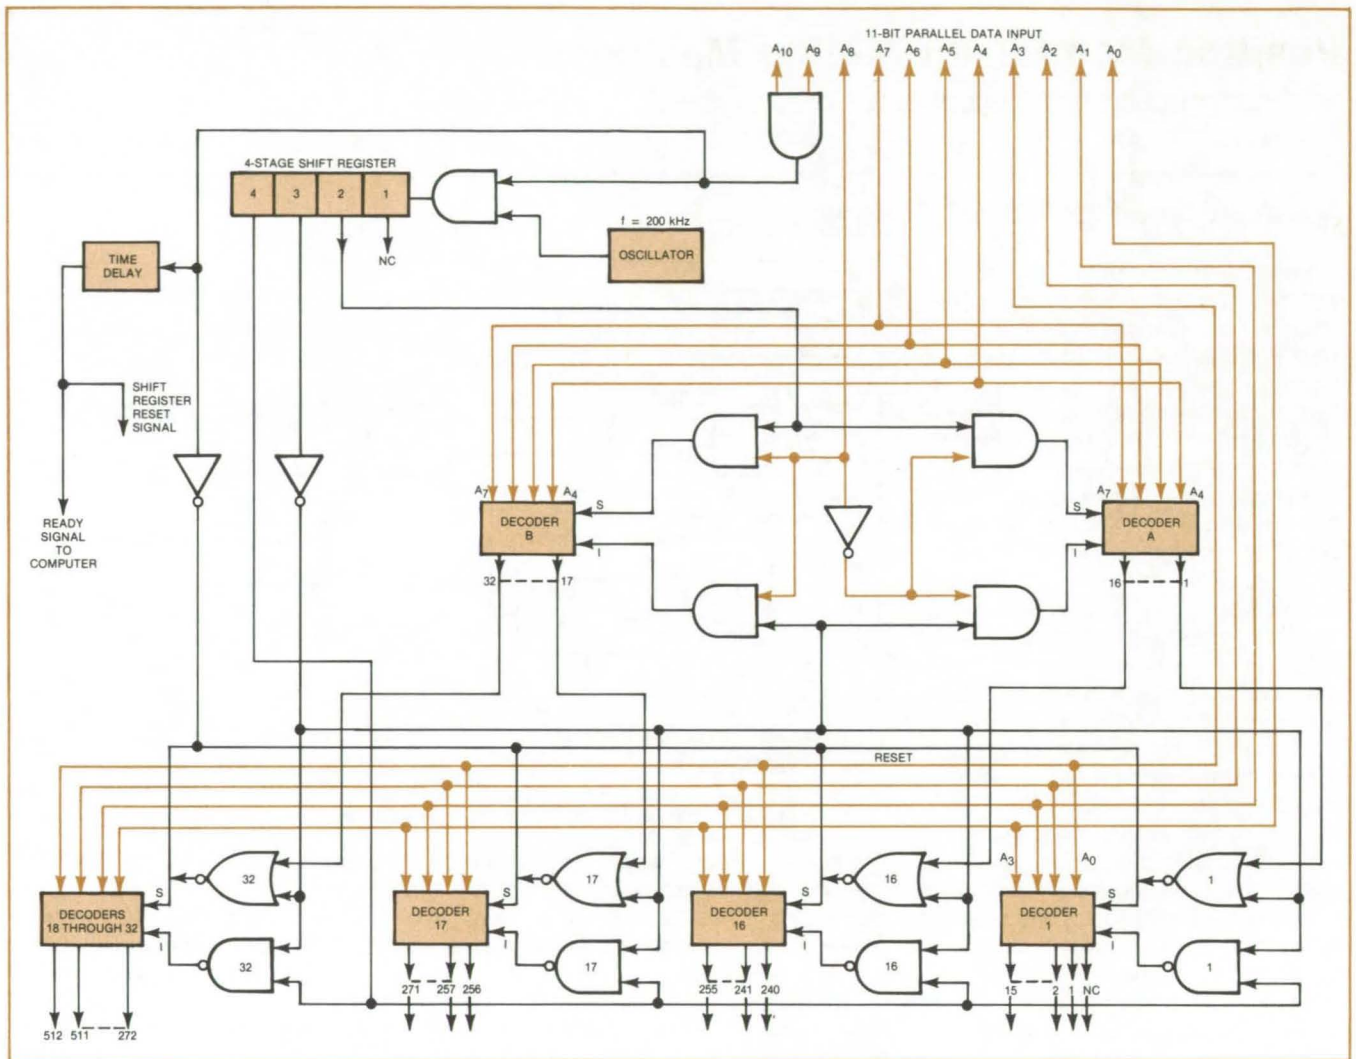 11-BIT PARALLEL DATA INPUT
A10 A9 A8 A7 A6 A5 A4 A3 A2 A1 A0
4-STAGE SHIFT REGISTER
4 3 2 1
NC
f = 200 kHz
OSCILLATOR
TIME
DELAY
SHIFT
REGISTER
RESET
SIGNAL
READY
SIGNAL
TO
COMPUTER
A7 A4
S
DECODER
B
I
32 17
A7 A4
S
DECODER
A
I
16 1
RESET
32
S
DECODERS
18 THROUGH 32
I
32
512 511 272
17
S
DECODER
17
I
17
271 257 256
16
S
DECODER
16
I
16
255 241 240
A3 A0
1
S
DECODER
1
I
1
15 2 1 NC